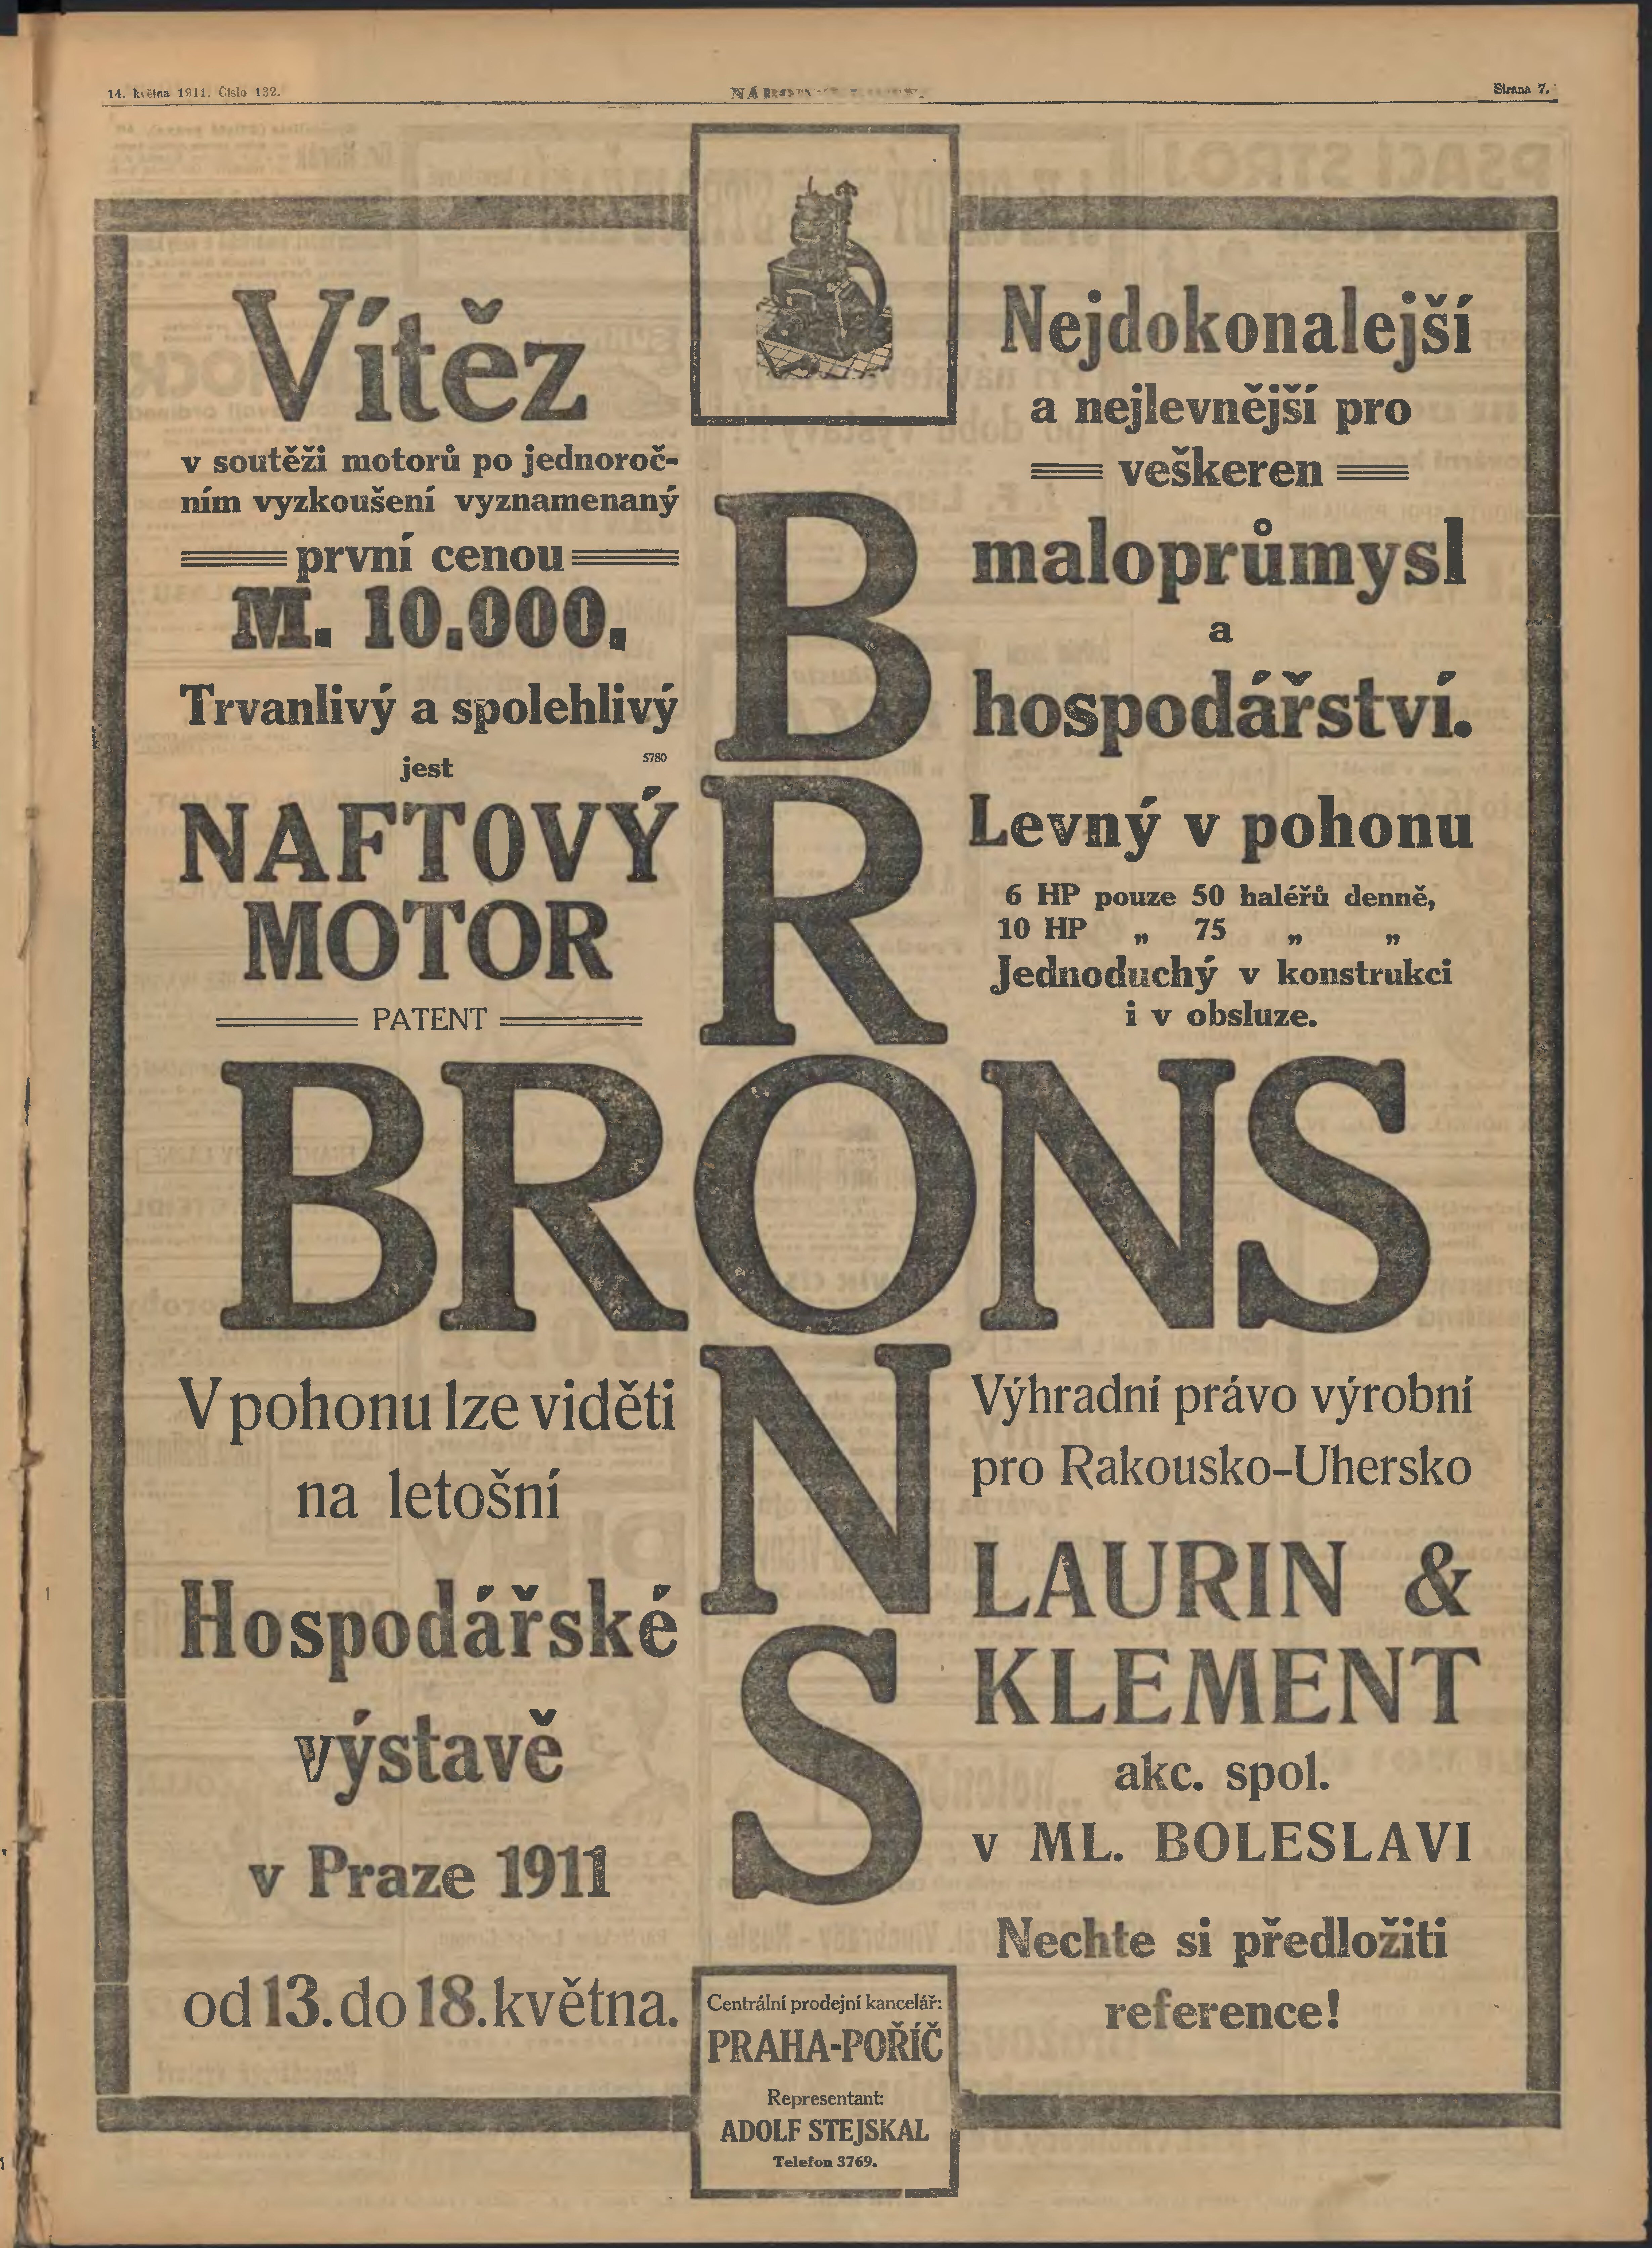 14. května 1911. Číslo 132.
Strana 7.
Vítěz
v soutěži motorů po jednoroč-
ním vyzkoušení vyznamenaný
první cenou
M. 10.000.
Trvanlivý a spolehlivý
jest
5780
NAFTOVÝ
MOTOR
PATENT
Nejdokonalejší
a nejlevnější pro
veškeren
maloprůmysl
a
hospodářství.
Levný v pohonu
6 HP pouze 50 haléřů denně,
10 HP „ 75 „ „
Jednoduchý v konstrukci
i v obsluze.
B
R
BRONS
N
S
V pohonu lze viděti
na letošní
Hospodářské
výstavě
v Praze 1911
od 13. do 18. května.
Výhradní právo výrobní
pro Rakousko-Uhersko
LAURIN &
KLEMENT
akc. spol.
v ML. BOLESLAVI
Nechte si předložiti
reference!
Centrální prodejní kancelář:
PRAHA-POŘÍČ
Representant:
ADOLF STEJSKAL
Telefon 3769.